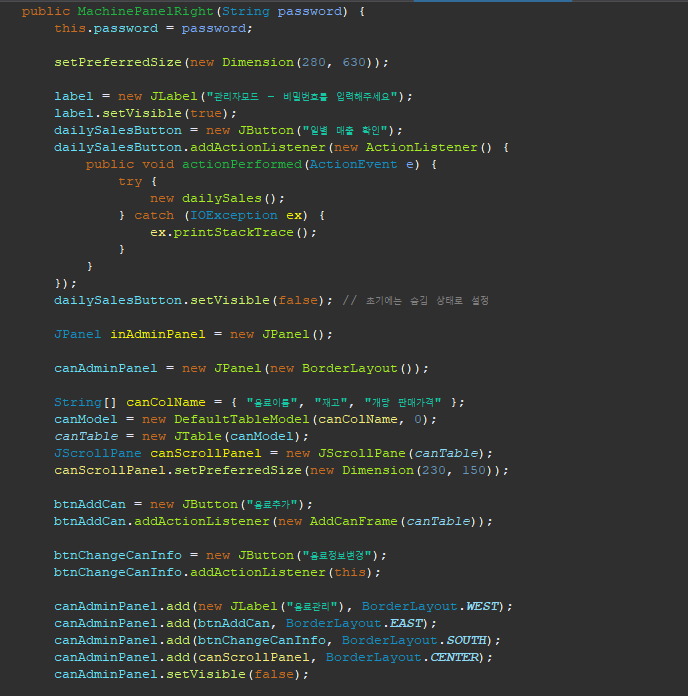 public MachinePanelRight(String password) {
    this.password = password;

    setPreferredSize(new Dimension(280, 630));

    label = new JLabel("관리자모드 - 비밀번호를 입력해주세요");
    label.setVisible(true);
    dailySalesButton = new JButton("일별 매출 확인");
    dailySalesButton.addActionListener(new ActionListener() {
        public void actionPerformed(ActionEvent e) {
            try {
                new dailySales();
            } catch (IOException ex) {
                ex.printStackTrace();
            }
        }
    });
    dailySalesButton.setVisible(false); // 초기에는 숨김 상태로 설정

    JPanel inAdminPanel = new JPanel();

    canAdminPanel = new JPanel(new BorderLayout());

    String[] canColName = { "음료이름", "재고", "개당 판매가격" };
    canModel = new DefaultTableModel(canColName, 0);
    canTable = new JTable(canModel);
    JScrollPane canScrollPanel = new JScrollPane(canTable);
    canScrollPanel.setPreferredSize(new Dimension(230, 150));

    btnAddCan = new JButton("음료추가");
    btnAddCan.addActionListener(new AddCanFrame(canTable));

    btnChangeCanInfo = new JButton("음료정보변경");
    btnChangeCanInfo.addActionListener(this);

    canAdminPanel.add(new JLabel("음료관리"), BorderLayout.WEST);
    canAdminPanel.add(btnAddCan, BorderLayout.EAST);
    canAdminPanel.add(btnChangeCanInfo, BorderLayout.SOUTH);
    canAdminPanel.add(canScrollPanel, BorderLayout.CENTER);
    canAdminPanel.setVisible(false);